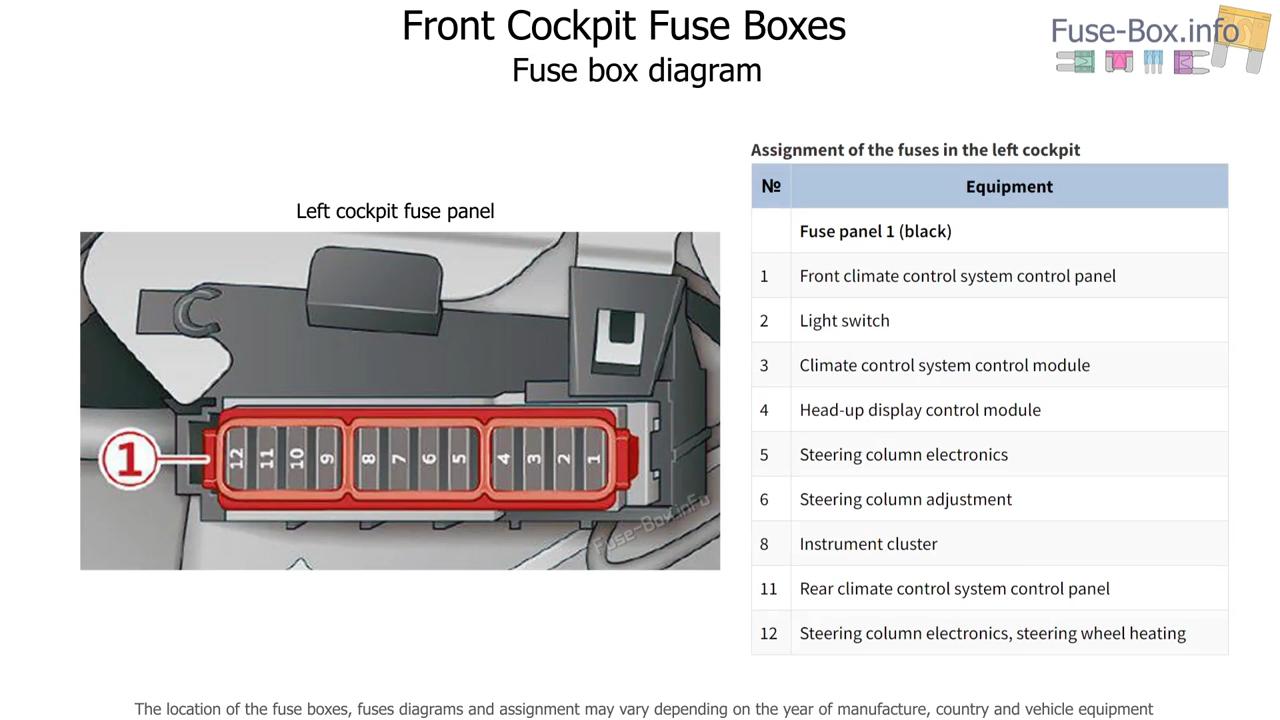 Front Cockpit Fuse Boxes
Fuse box diagram
Fuse-Box.info
Left cockpit fuse panel
1
12 11 10 9 8 7 6 5 4 3 2 1
Fuse-Box.info
Assignment of the fuses in the left cockpit
№ Equipment
Fuse panel 1 (black)
1 Front climate control system control panel
2 Light switch
3 Climate control system control module
4 Head-up display control module
5 Steering column electronics
6 Steering column adjustment
8 Instrument cluster
11 Rear climate control system control panel
12 Steering column electronics, steering wheel heating
The location of the fuse boxes, fuses diagrams and assignment may vary depending on the year of manufacture, country and vehicle equipment